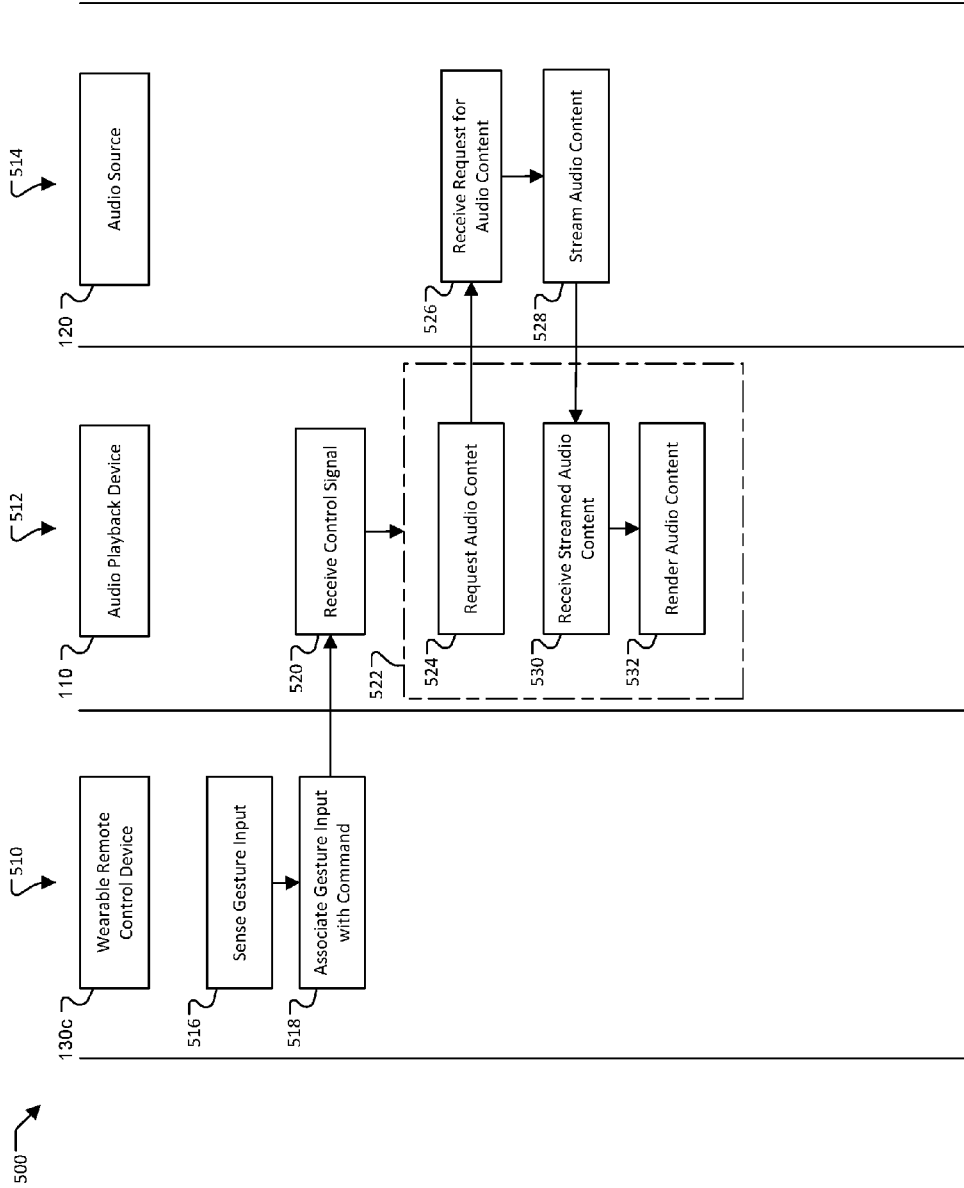 500
510
512
514
130c
Wearable Remote
Control Device
110
Audio Playback Device
120
Audio Source
516
Sense Gesture Input
518
Associate Gesture Input
with Command
520
Receive Control Signal
522
524
Request Audio Contet
526
Receive Request for
Audio Content
528
Stream Audio Content
530
Receive Streamed Audio
Content
532
Render Audio Content